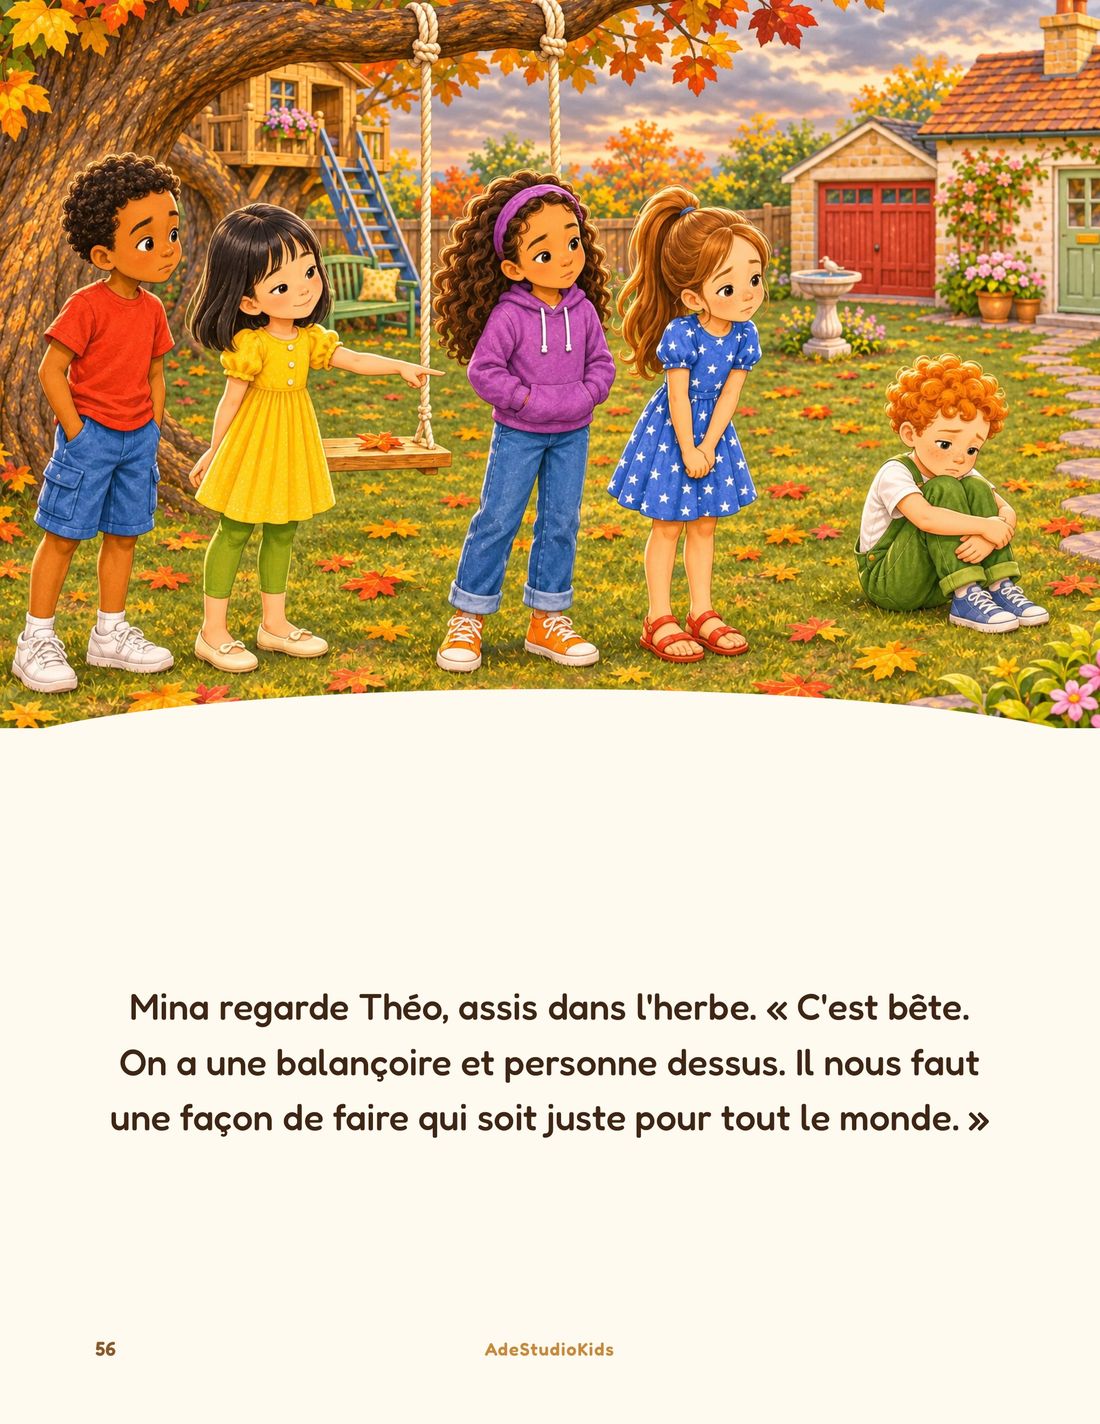 Mina regarde Théo, assis dans l'herbe. « C'est bête.
On a une balançoire et personne dessus. Il nous faut
une façon de faire qui soit juste pour tout le monde. »
56
AdeStudioKids